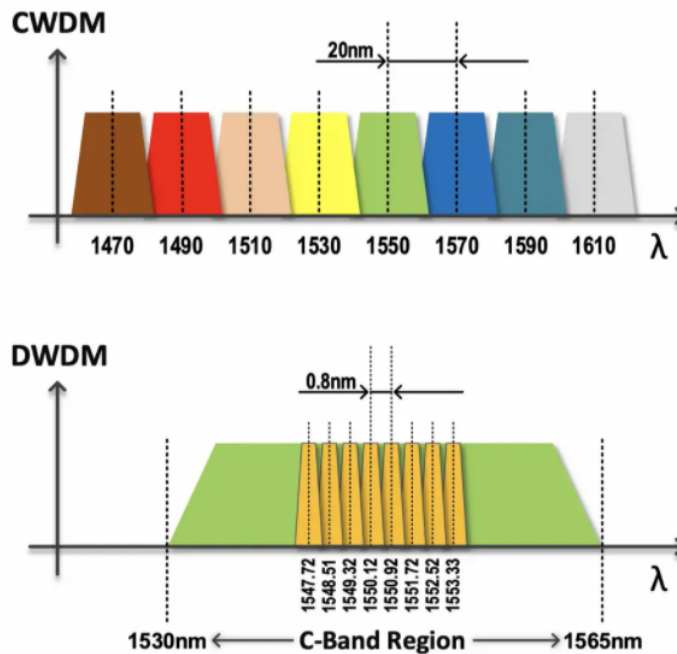 CWDM
20nm
1470 1490 1510 1530 1550 1570 1590 1610 λ
DWDM
0.8nm
1547.72
1548.51
1549.32
1550.12
1550.92
1551.72
1552.52
1553.33
λ
1530nm C-Band Region 1565nm